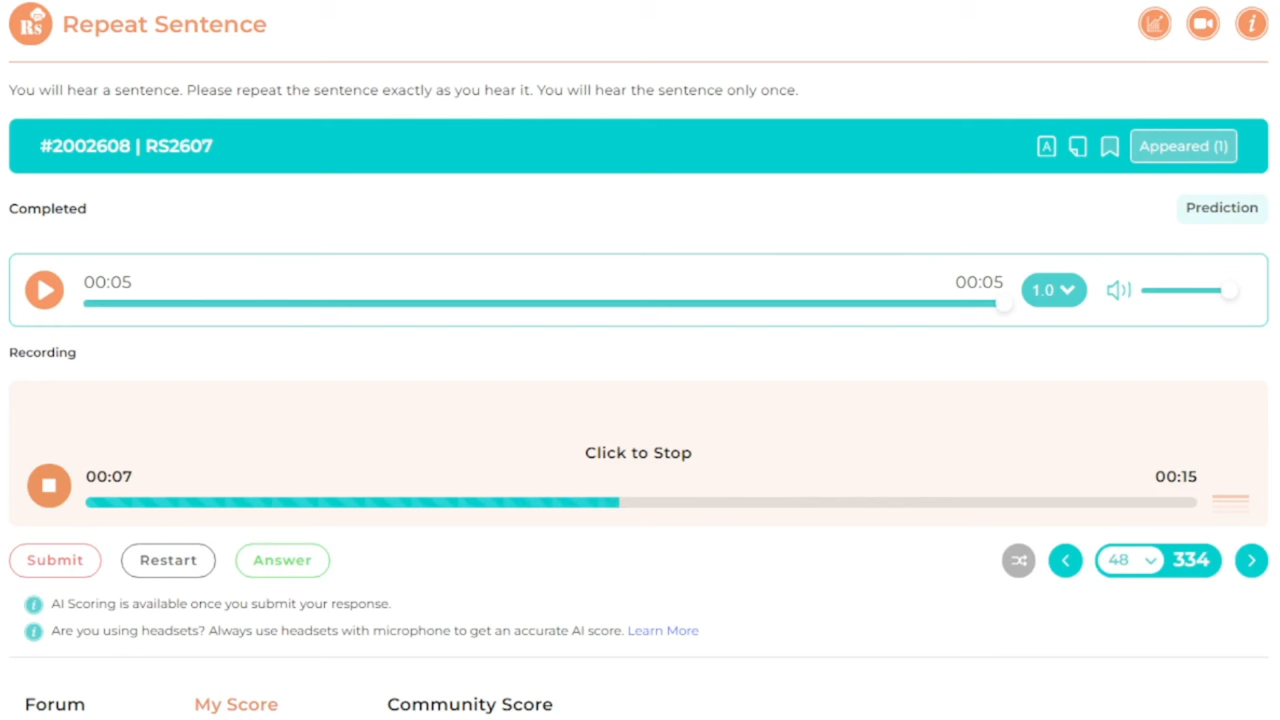 Rs Repeat Sentence
You will hear a sentence. Please repeat the sentence exactly as you hear it. You will hear the sentence only once.
#2002608 | RS2607 A Appeared (1)
Completed Prediction
00:05 00:05 1.0
Recording
Click to Stop
00:07 00:15
Submit Restart Answer 48 334
AI Scoring is available once you submit your response.
Are you using headsets? Always use headsets with microphone to get an accurate AI score. Learn More
Forum My Score Community Score